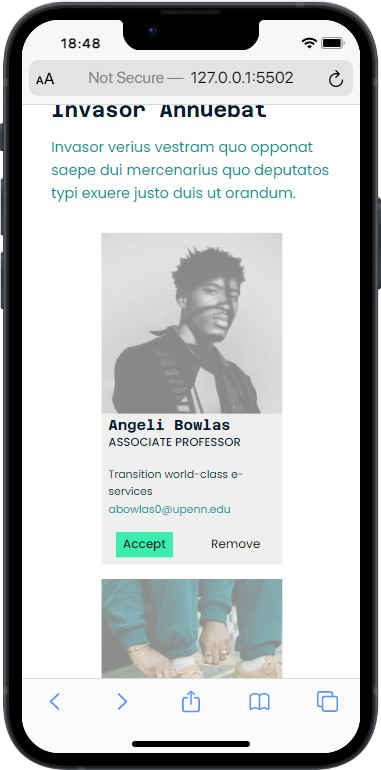 18:48
AA Not Secure — 127.0.0.1:5502
Invasor Annuebat
Invasor verius vestram quo opponat
saepe dui mercenarius quo deputatos
typi exuere justo duis ut orandum.
Angeli Bowlas
ASSOCIATE PROFESSOR
Transition world-class e-
services
abowlas0@upenn.edu
Accept Remove